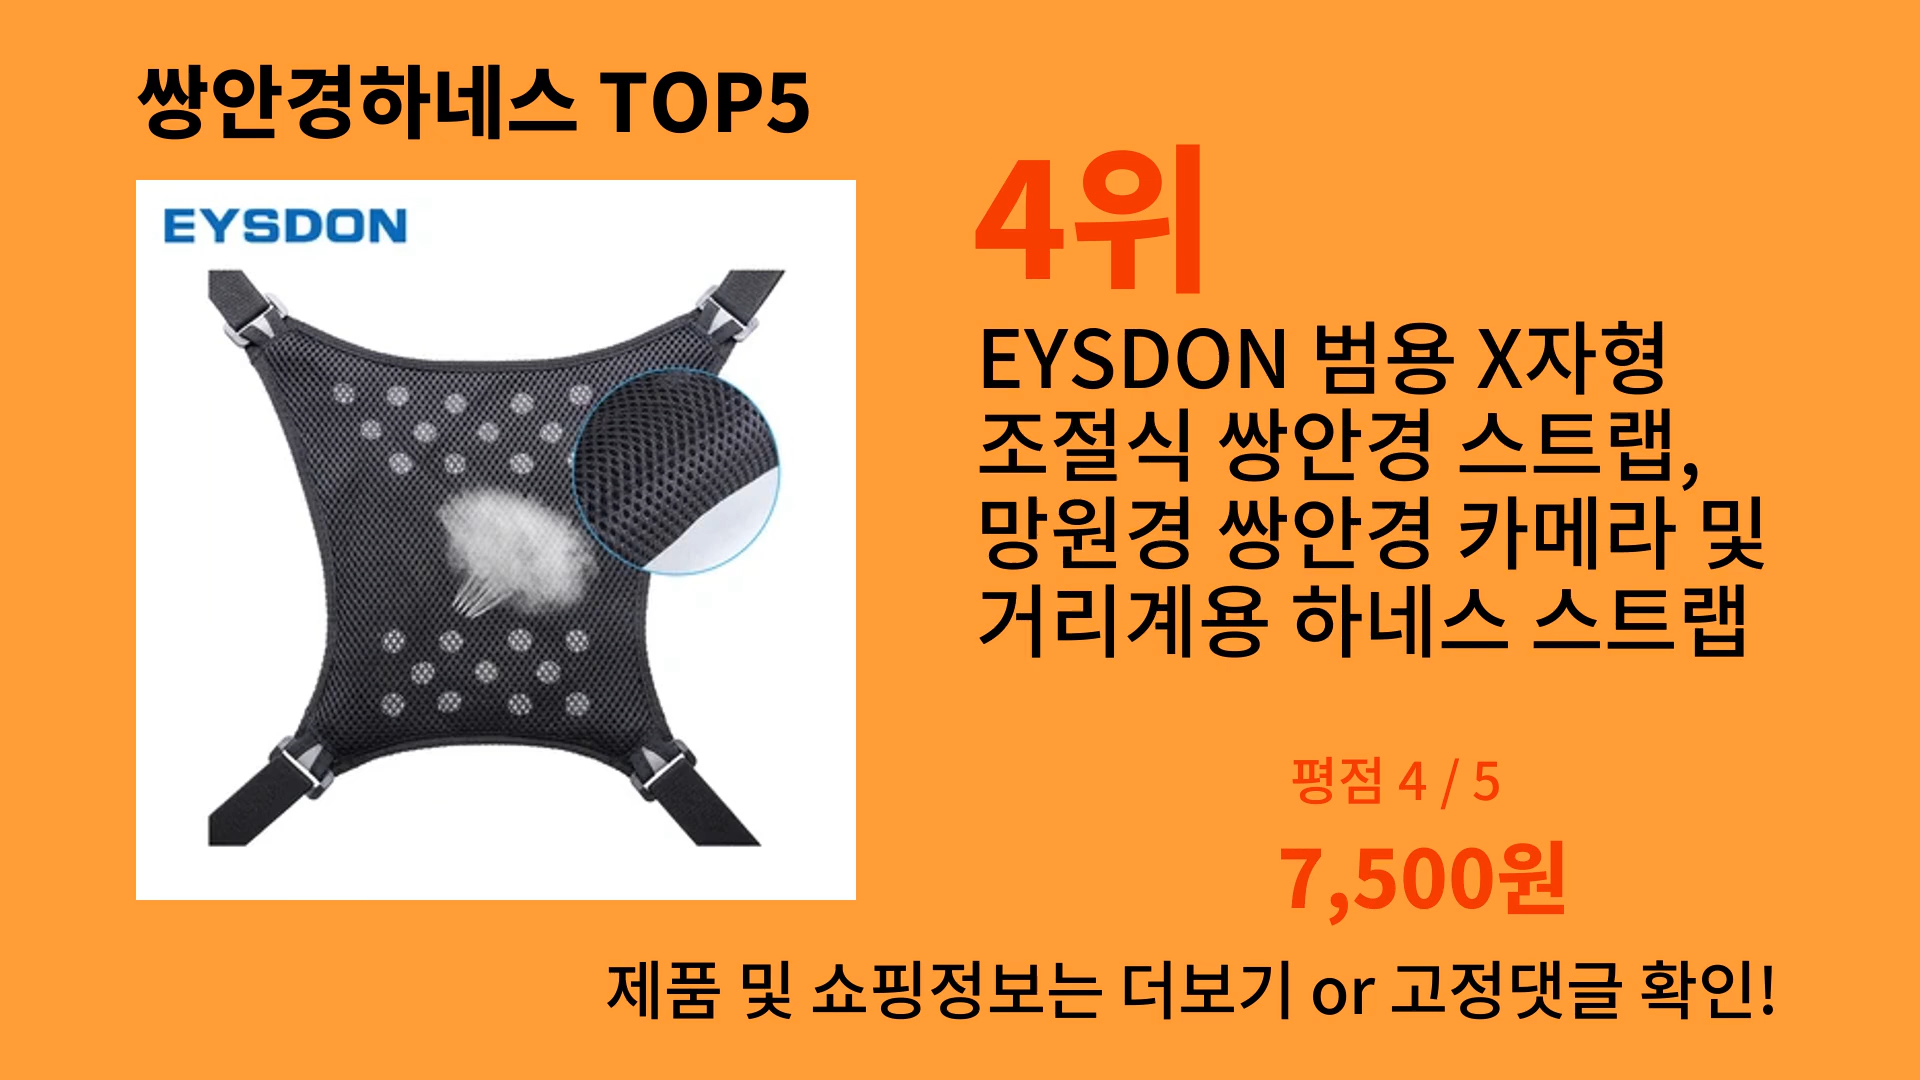 쌍안경하네스 TOP5
EYSDON
4위
EYSDON 범용 X자형
조절식 쌍안경 스트랩,
망원경 쌍안경 카메라 및
거리계용 하네스 스트랩
평점 4 / 5
7,500원
제품 및 쇼핑정보는 더보기 or 고정댓글 확인!